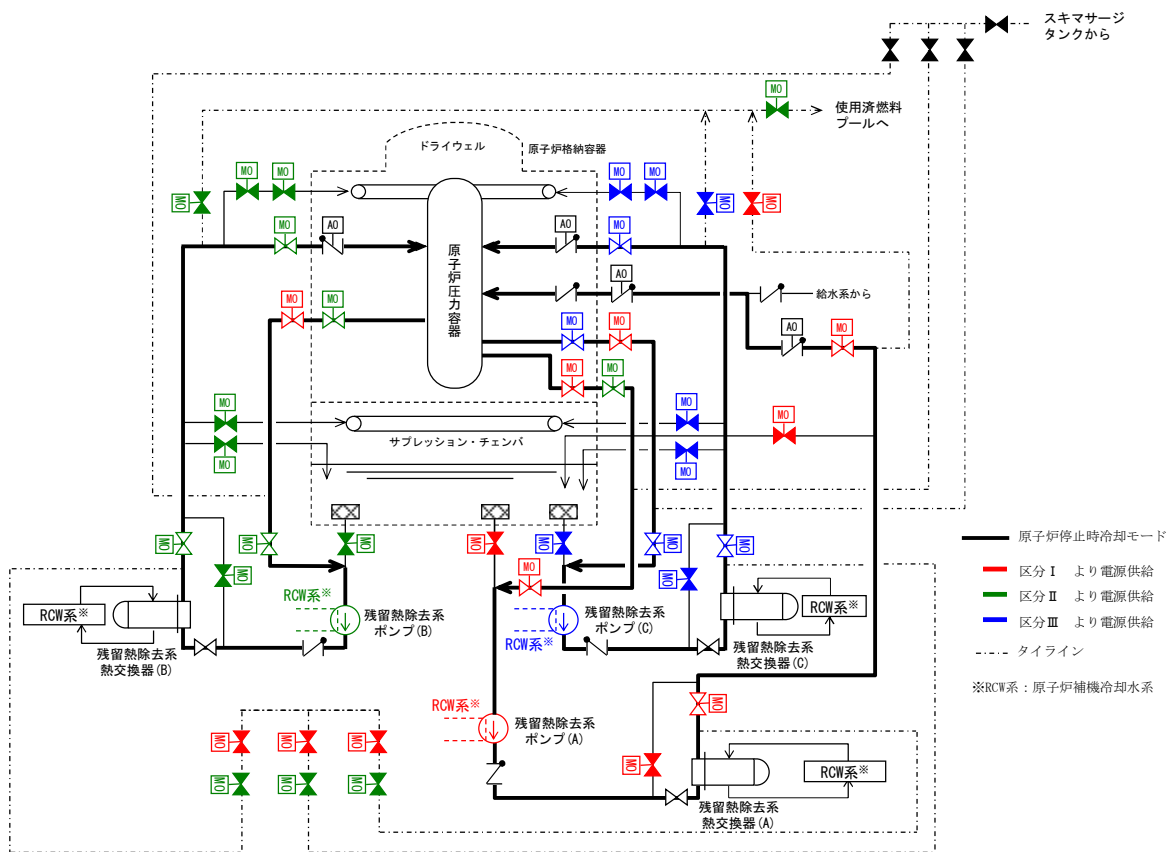 スキマサージ
タンクから
MO
使用済燃料
プールへ
ドライウェル
原子炉格納容器
MO
MO
MO
MO
MO
MO
MO
MO
AO
AO
MO
原子炉圧力容器
AO
給水系から
MO
MO
MO
MO
AO
MO
MO
MO
MO
MO
MO
MO
サプレッション・チェンバ
MO
MO
MO
MO
MO
MO
MO
MO
MO
MO
MO
MO
MO
原子炉停止時冷却モード
区分Ⅰ より電源供給
区分Ⅱ より電源供給
区分Ⅲ より電源供給
タイライン
※RCW系:原子炉補機冷却水系
RCW系※
RCW系※
残留熱除去系
ポンプ(B)
RCW系※
残留熱除去系
ポンプ(C)
RCW系※
残留熱除去系
熱交換器(B)
残留熱除去系
熱交換器(C)
RCW系※
残留熱除去系
ポンプ(A)
MO
MO
MO
MO
MO
MO
MO
MO
RCW系※
残留熱除去系
熱交換器(A)